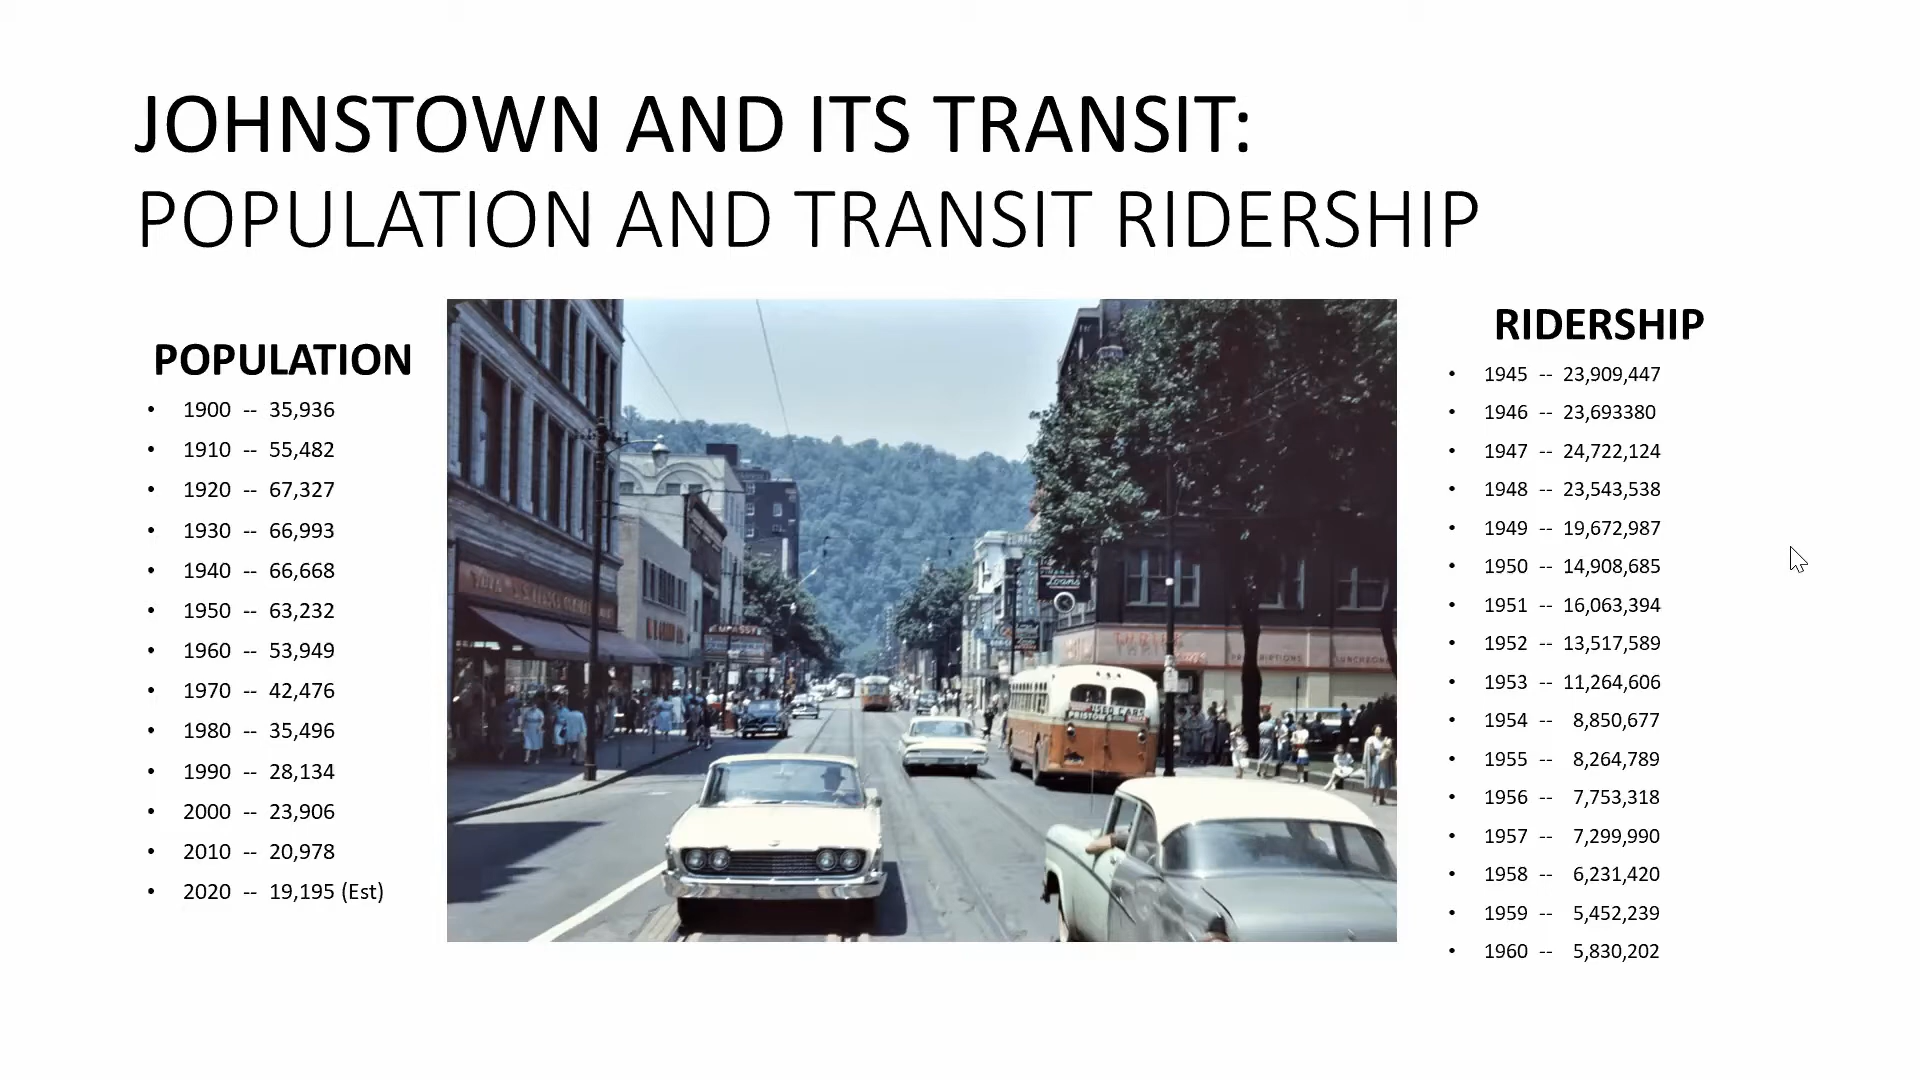 JOHNSTOWN AND ITS TRANSIT:
POPULATION AND TRANSIT RIDERSHIP
POPULATION
• 1900 -- 35,936
• 1910 -- 55,482
• 1920 -- 67,327
• 1930 -- 66,993
• 1940 -- 66,668
• 1950 -- 63,232
• 1960 -- 53,949
• 1970 -- 42,476
• 1980 -- 35,496
• 1990 -- 28,134
• 2000 -- 23,906
• 2010 -- 20,978
• 2020 -- 19,195 (Est)
EMBASSY
Loans
THRIFT
PRESCRIPTIONS
LUNCHEON
USED CARS
RIDERSHIP
• 1945 -- 23,909,447
• 1946 -- 23,693380
• 1947 -- 24,722,124
• 1948 -- 23,543,538
• 1949 -- 19,672,987
• 1950 -- 14,908,685
• 1951 -- 16,063,394
• 1952 -- 13,517,589
• 1953 -- 11,264,606
• 1954 -- 8,850,677
• 1955 -- 8,264,789
• 1956 -- 7,753,318
• 1957 -- 7,299,990
• 1958 -- 6,231,420
• 1959 -- 5,452,239
• 1960 -- 5,830,202